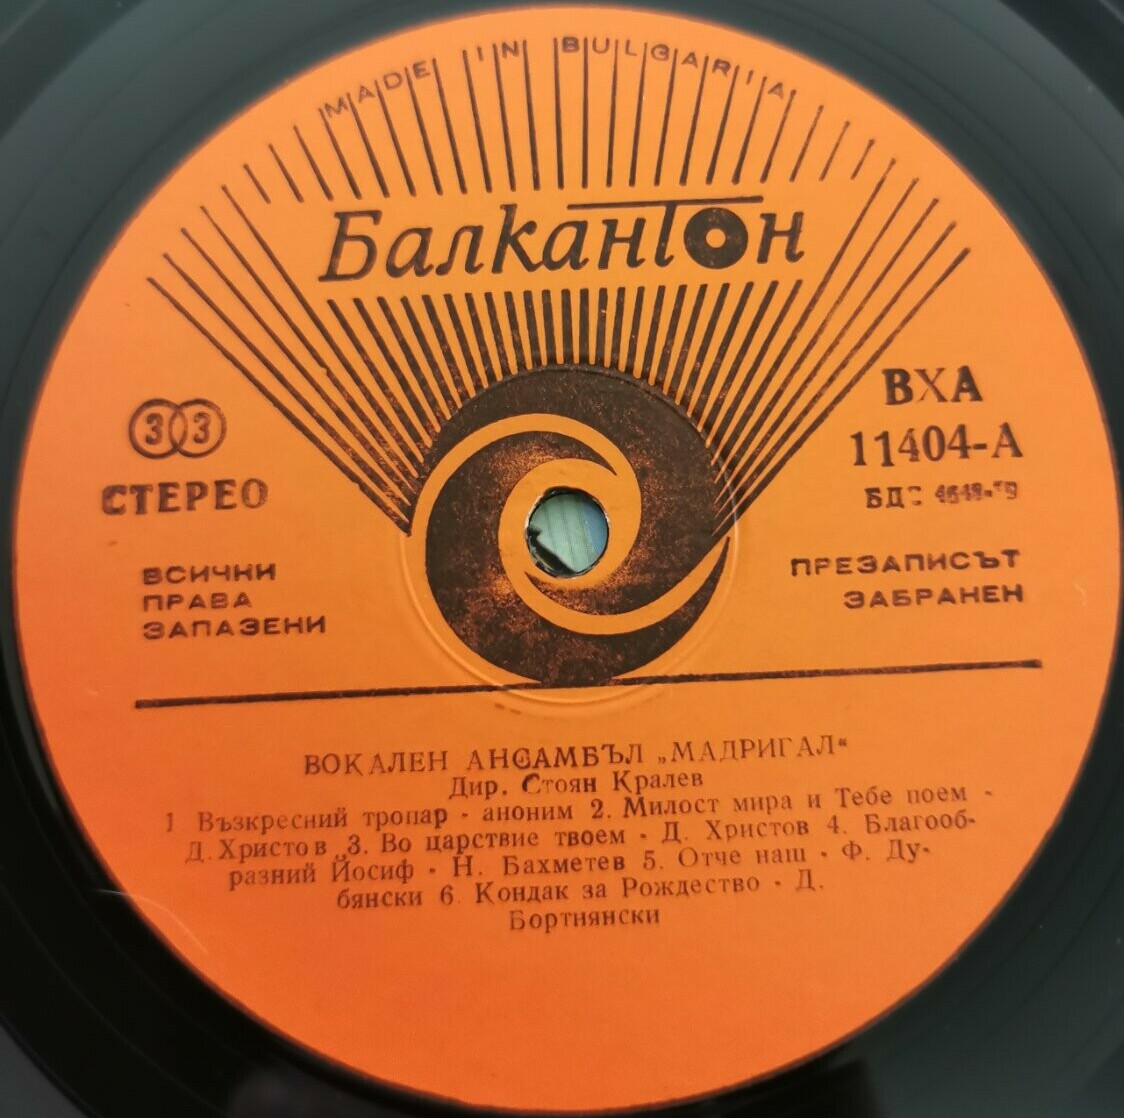 MADE IN BULGARIA
Балкантон
33
СТЕРЕО
ВСИЧНИ
ПРАВА
ЗАПАЗЕНИ
ВХА
11404-А
БДС
ПРЕЗАПИСЪТ
ЗАБРАНЕН
ВОКАЛЕН АНСАМБЪЛ „МАДРИГАЛ“
Дир. Стоян Кралев
1 Възкресний тропар - аноним 2. Милост мира и Тебе поем -
Д. Христов 3. Во царствие твоем - Д. Христов 4. Благооб-
разний Йосиф - Н. Бахметев 5. Отче наш - Ф. Ду-
бянски 6. Кондак за Рождество - Д.
Бортнянски